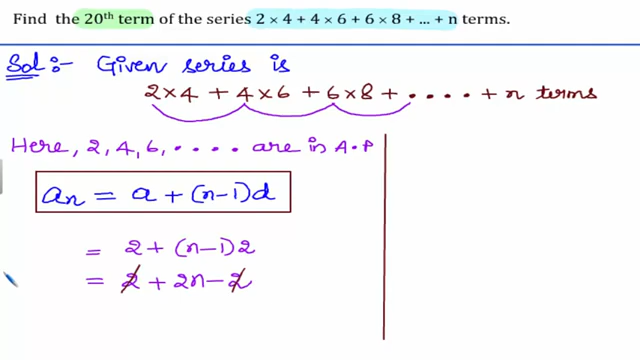 Find the 20th term of the series 2 × 4 + 4 × 6 + 6 × 8 + ... + n terms.
Sol :- Given series is
2×4 + 4×6 + 6×8 + . . . . + n terms
Here, 2, 4, 6, . . . . are in A.P
an = a + (n-1)d
= 2 + (n-1)2
= 2 + 2n - 2